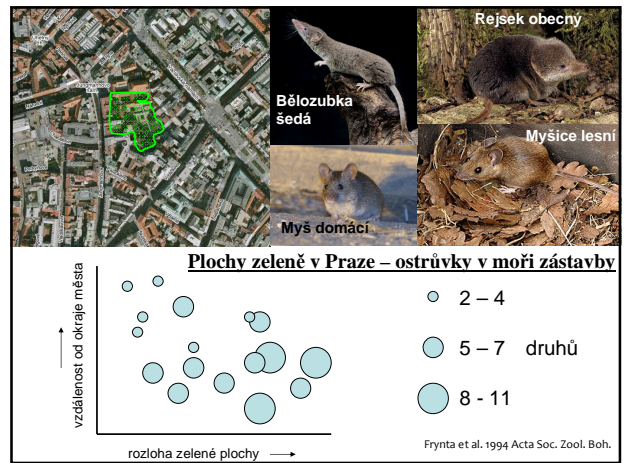 Bělozubka
šedá
Rejsek obecný
Myš domácí
Myšice lesní
Plochy zeleně v Praze – ostrůvky v moři zástavby
vzdálenost od okraje města
rozloha zelené plochy
2 – 4
5 – 7 druhů
8 - 11
Frynta et al. 1994 Acta Soc. Zool. Boh.